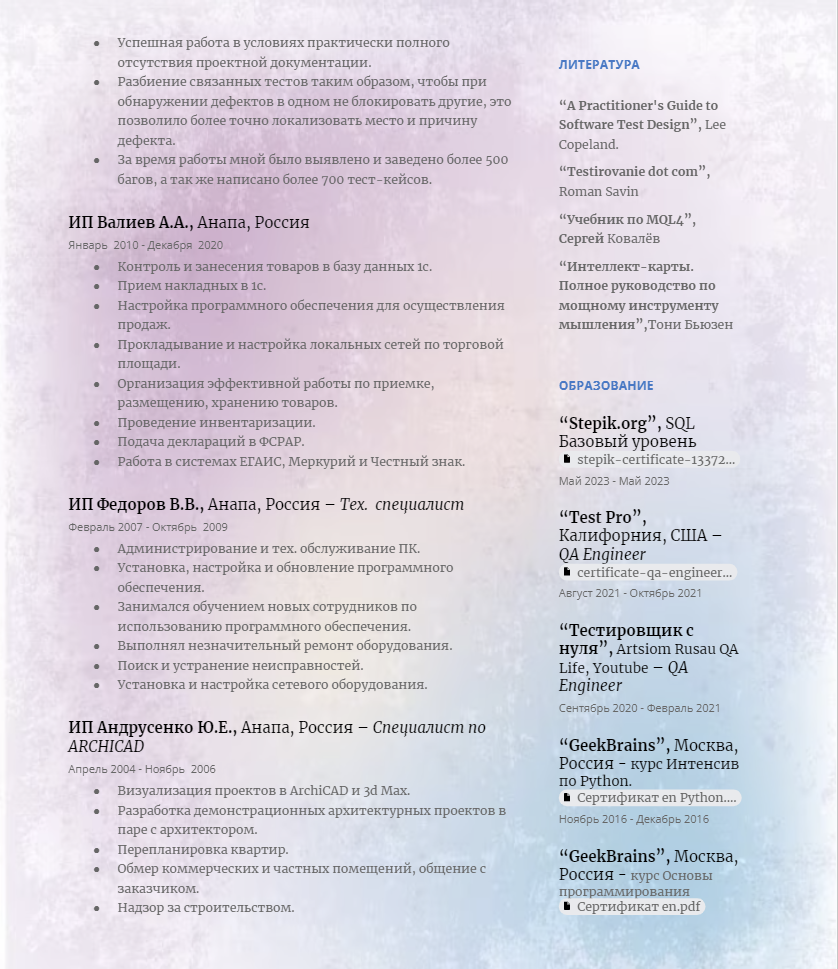 Успешная работа в условиях практически полного
отсутствия проектной документации.
Разбиение связанных тестов таким образом, чтобы при
обнаружении дефектов в одном не блокировать другие, это
позволило более точно локализовать место и причину
дефекта.
За время работы мной было выявлено и заведено более 500
багов, а так же написано более 700 тест-кейсов.
ИП Валиев А.А., Анапа, Россия
Январь 2010 - Декабря 2020
Контроль и занесения товаров в базу данных 1с.
Прием накладных в 1с.
Настройка программного обеспечения для осуществления
продаж.
Прокладывание и настройка локальных сетей по торговой
площади.
Организация эффективной работы по приемке,
размещению, хранению товаров.
Проведение инвентаризации.
Подача деклараций в ФСРАР.
Работа в системах ЕГАИС, Меркурий и Честный знак.
ИП Федоров В.В., Анапа, Россия – Тех. специалист
Февраль 2007 - Октябрь 2009
Администрирование и тех. обслуживание ПК.
Установка, настройка и обновление программного
обеспечения.
Занимался обучением новых сотрудников по
использованию программного обеспечения.
Выполнял незначительный ремонт оборудования.
Поиск и устранение неисправностей.
Установка и настройка сетевого оборудования.
ИП Андрусенко Ю.Е., Анапа, Россия – Специалист по
ARCHICAD
Апрель 2004 - Ноябрь 2006
Визуализация проектов в ArchiCAD и 3d Max.
Разработка демонстрационных архитектурных проектов в
паре с архитектором.
Перепланировка квартир.
Обмер коммерческих и частных помещений, общение с
заказчиком.
Надзор за строительством.
ЛИТЕРАТУРА
“A Practitioner's Guide to
Software Test Design”, Lee
Copeland.
“Testirovanie dot com”,
Roman Savin
“Учебник по MQL4”,
Сергей Ковалёв
“Интеллект-карты.
Полное руководство по
мощному инструменту
мышления”,Тони Бьюзен
ОБРАЗОВАНИЕ
“Stepik.org”, SQL
Базовый уровень
stepik-certificate-13372...
Май 2023 - Май 2023
“Test Pro”,
Калифорния, США –
QA Engineer
certificate-qa-engineer...
Август 2021 - Октябрь 2021
“Тестировщик с
нуля”, Artsiom Rusau QA
Life, Youtube – QA
Engineer
Сентябрь 2020 - Февраль 2021
“GeekBrains”, Москва,
Россия - курс Интенсив
по Python.
Сертификат en Python....
Ноябрь 2016 - Декабрь 2016
“GeekBrains”, Москва,
Россия - курс Основы
программирования
Сертификат en.pdf